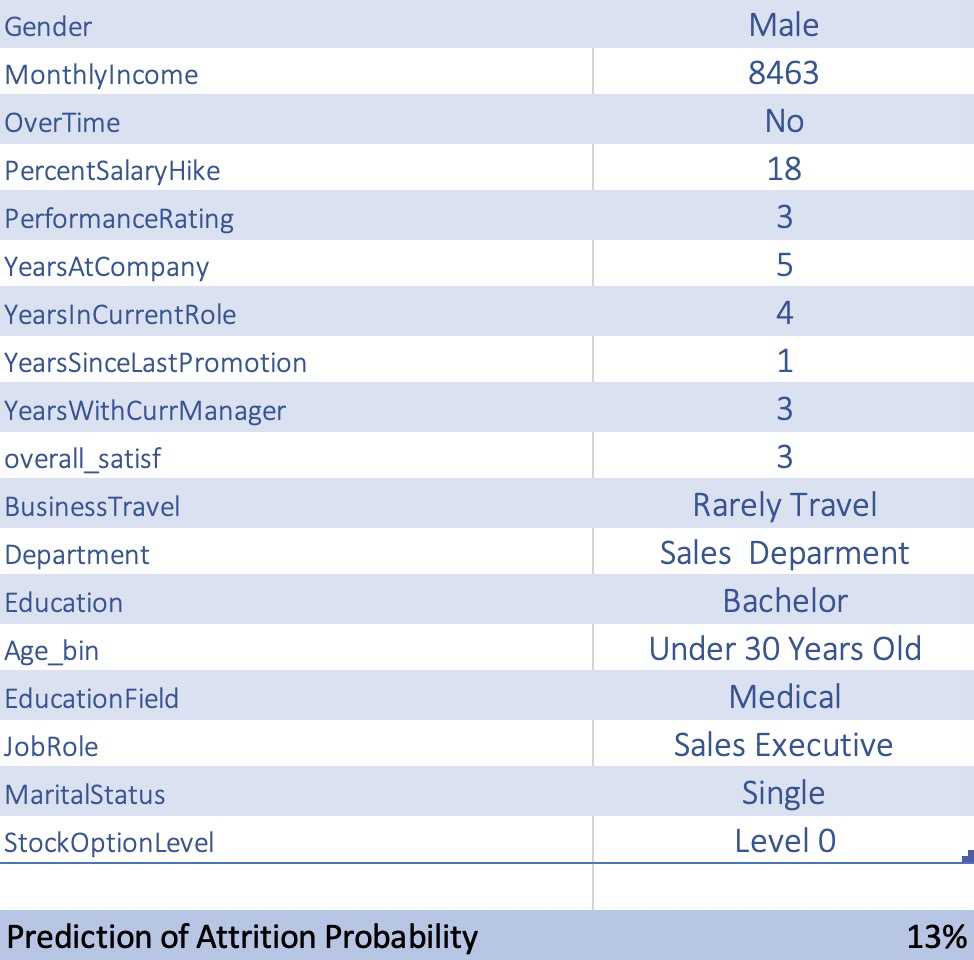 Gender Male
MonthlyIncome 8463
OverTime No
PercentSalaryHike 18
PerformanceRating 3
YearsAtCompany 5
YearsInCurrentRole 4
YearsSinceLastPromotion 1
YearsWithCurrManager 3
overall_satisf 3
BusinessTravel Rarely Travel
Department Sales  Deparment
Education Bachelor
Age_bin Under 30 Years Old
EducationField Medical
JobRole Sales Executive
MaritalStatus Single
StockOptionLevel Level 0
Prediction of Attrition Probability 13%